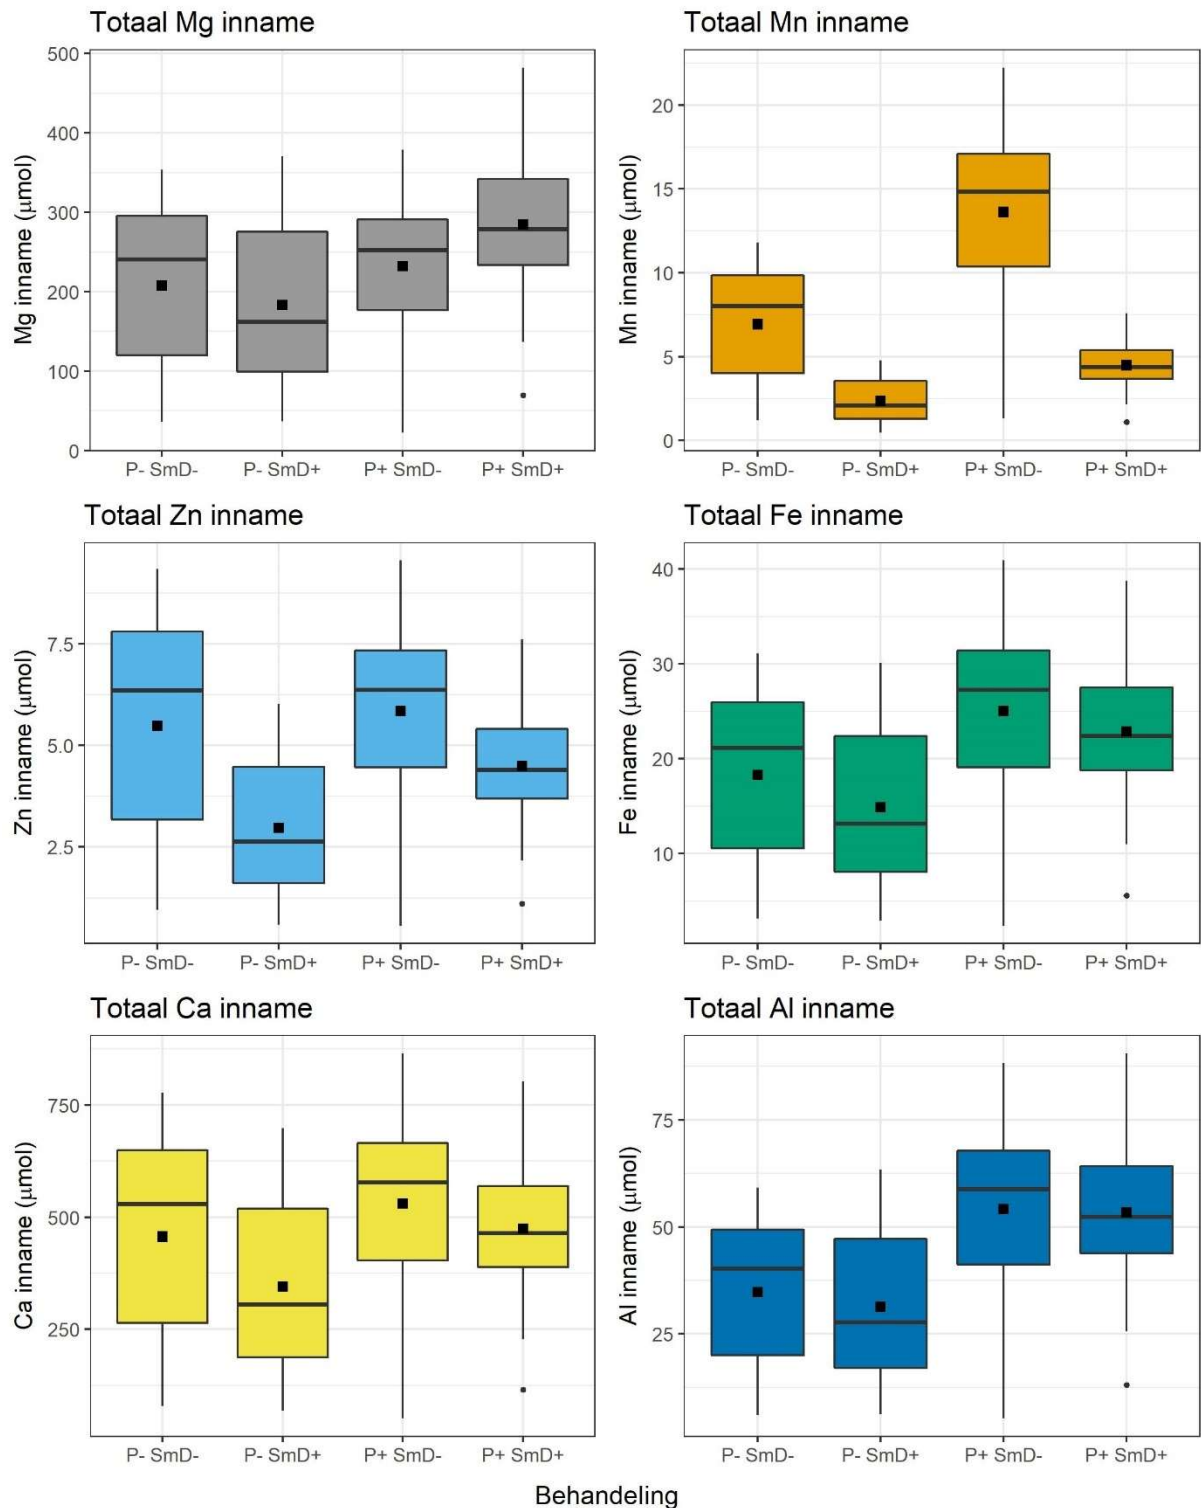 Totaal Mg inname
Mg inname (μmol)
500
400
300
200
100
0
P- SmD- P- SmD+ P+ SmD- P+ SmD+
Totaal Mn inname
Mn inname (μmol)
20
15
10
5
0
P- SmD- P- SmD+ P+ SmD- P+ SmD+
Totaal Zn inname
Zn inname (μmol)
7.5
5.0
2.5
P- SmD- P- SmD+ P+ SmD- P+ SmD+
Totaal Fe inname
Fe inname (μmol)
40
30
20
10
P- SmD- P- SmD+ P+ SmD- P+ SmD+
Totaal Ca inname
Ca inname (μmol)
750
500
250
P- SmD- P- SmD+ P+ SmD- P+ SmD+
Totaal Al inname
Al inname (μmol)
75
50
25
P- SmD- P- SmD+ P+ SmD- P+ SmD+
Behandeling